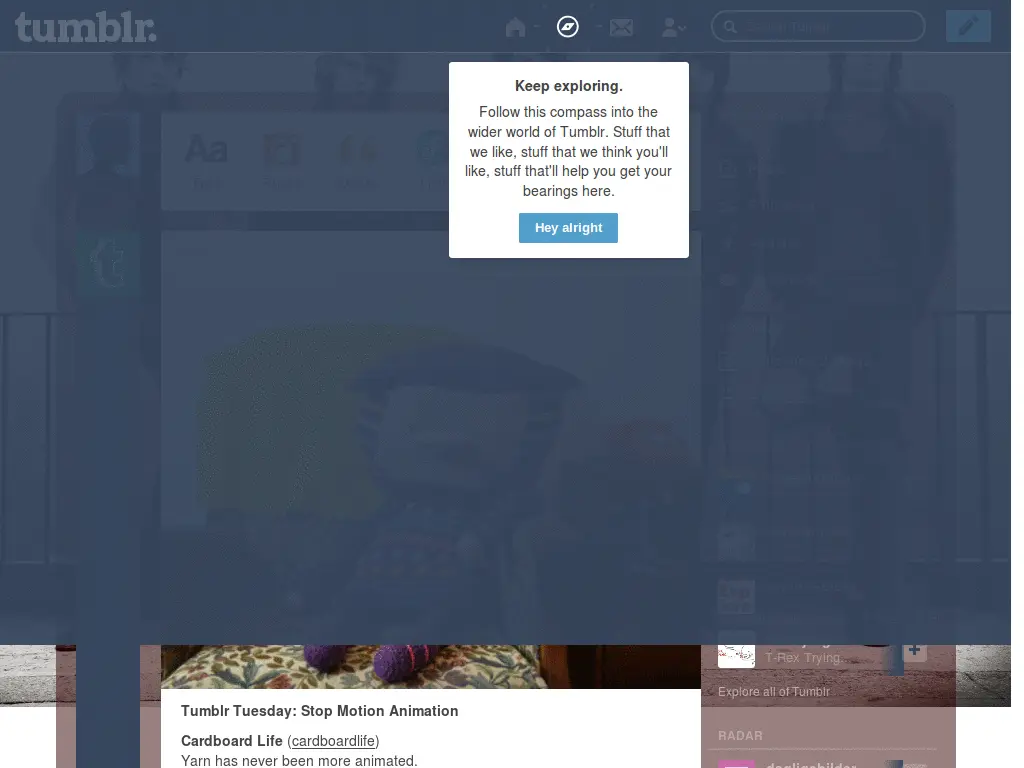 tumblr.
Keep exploring.
Follow this compass into the
wider world of Tumblr. Stuff that
we like, stuff that we think you'll
like, stuff that'll help you get your
bearings here.
Hey alright
Aa
T-Rex Trying.
Explore all of Tumblr
Tumblr Tuesday: Stop Motion Animation
RADAR
Cardboard Life (cardboardlife)
Yarn has never been more animated.